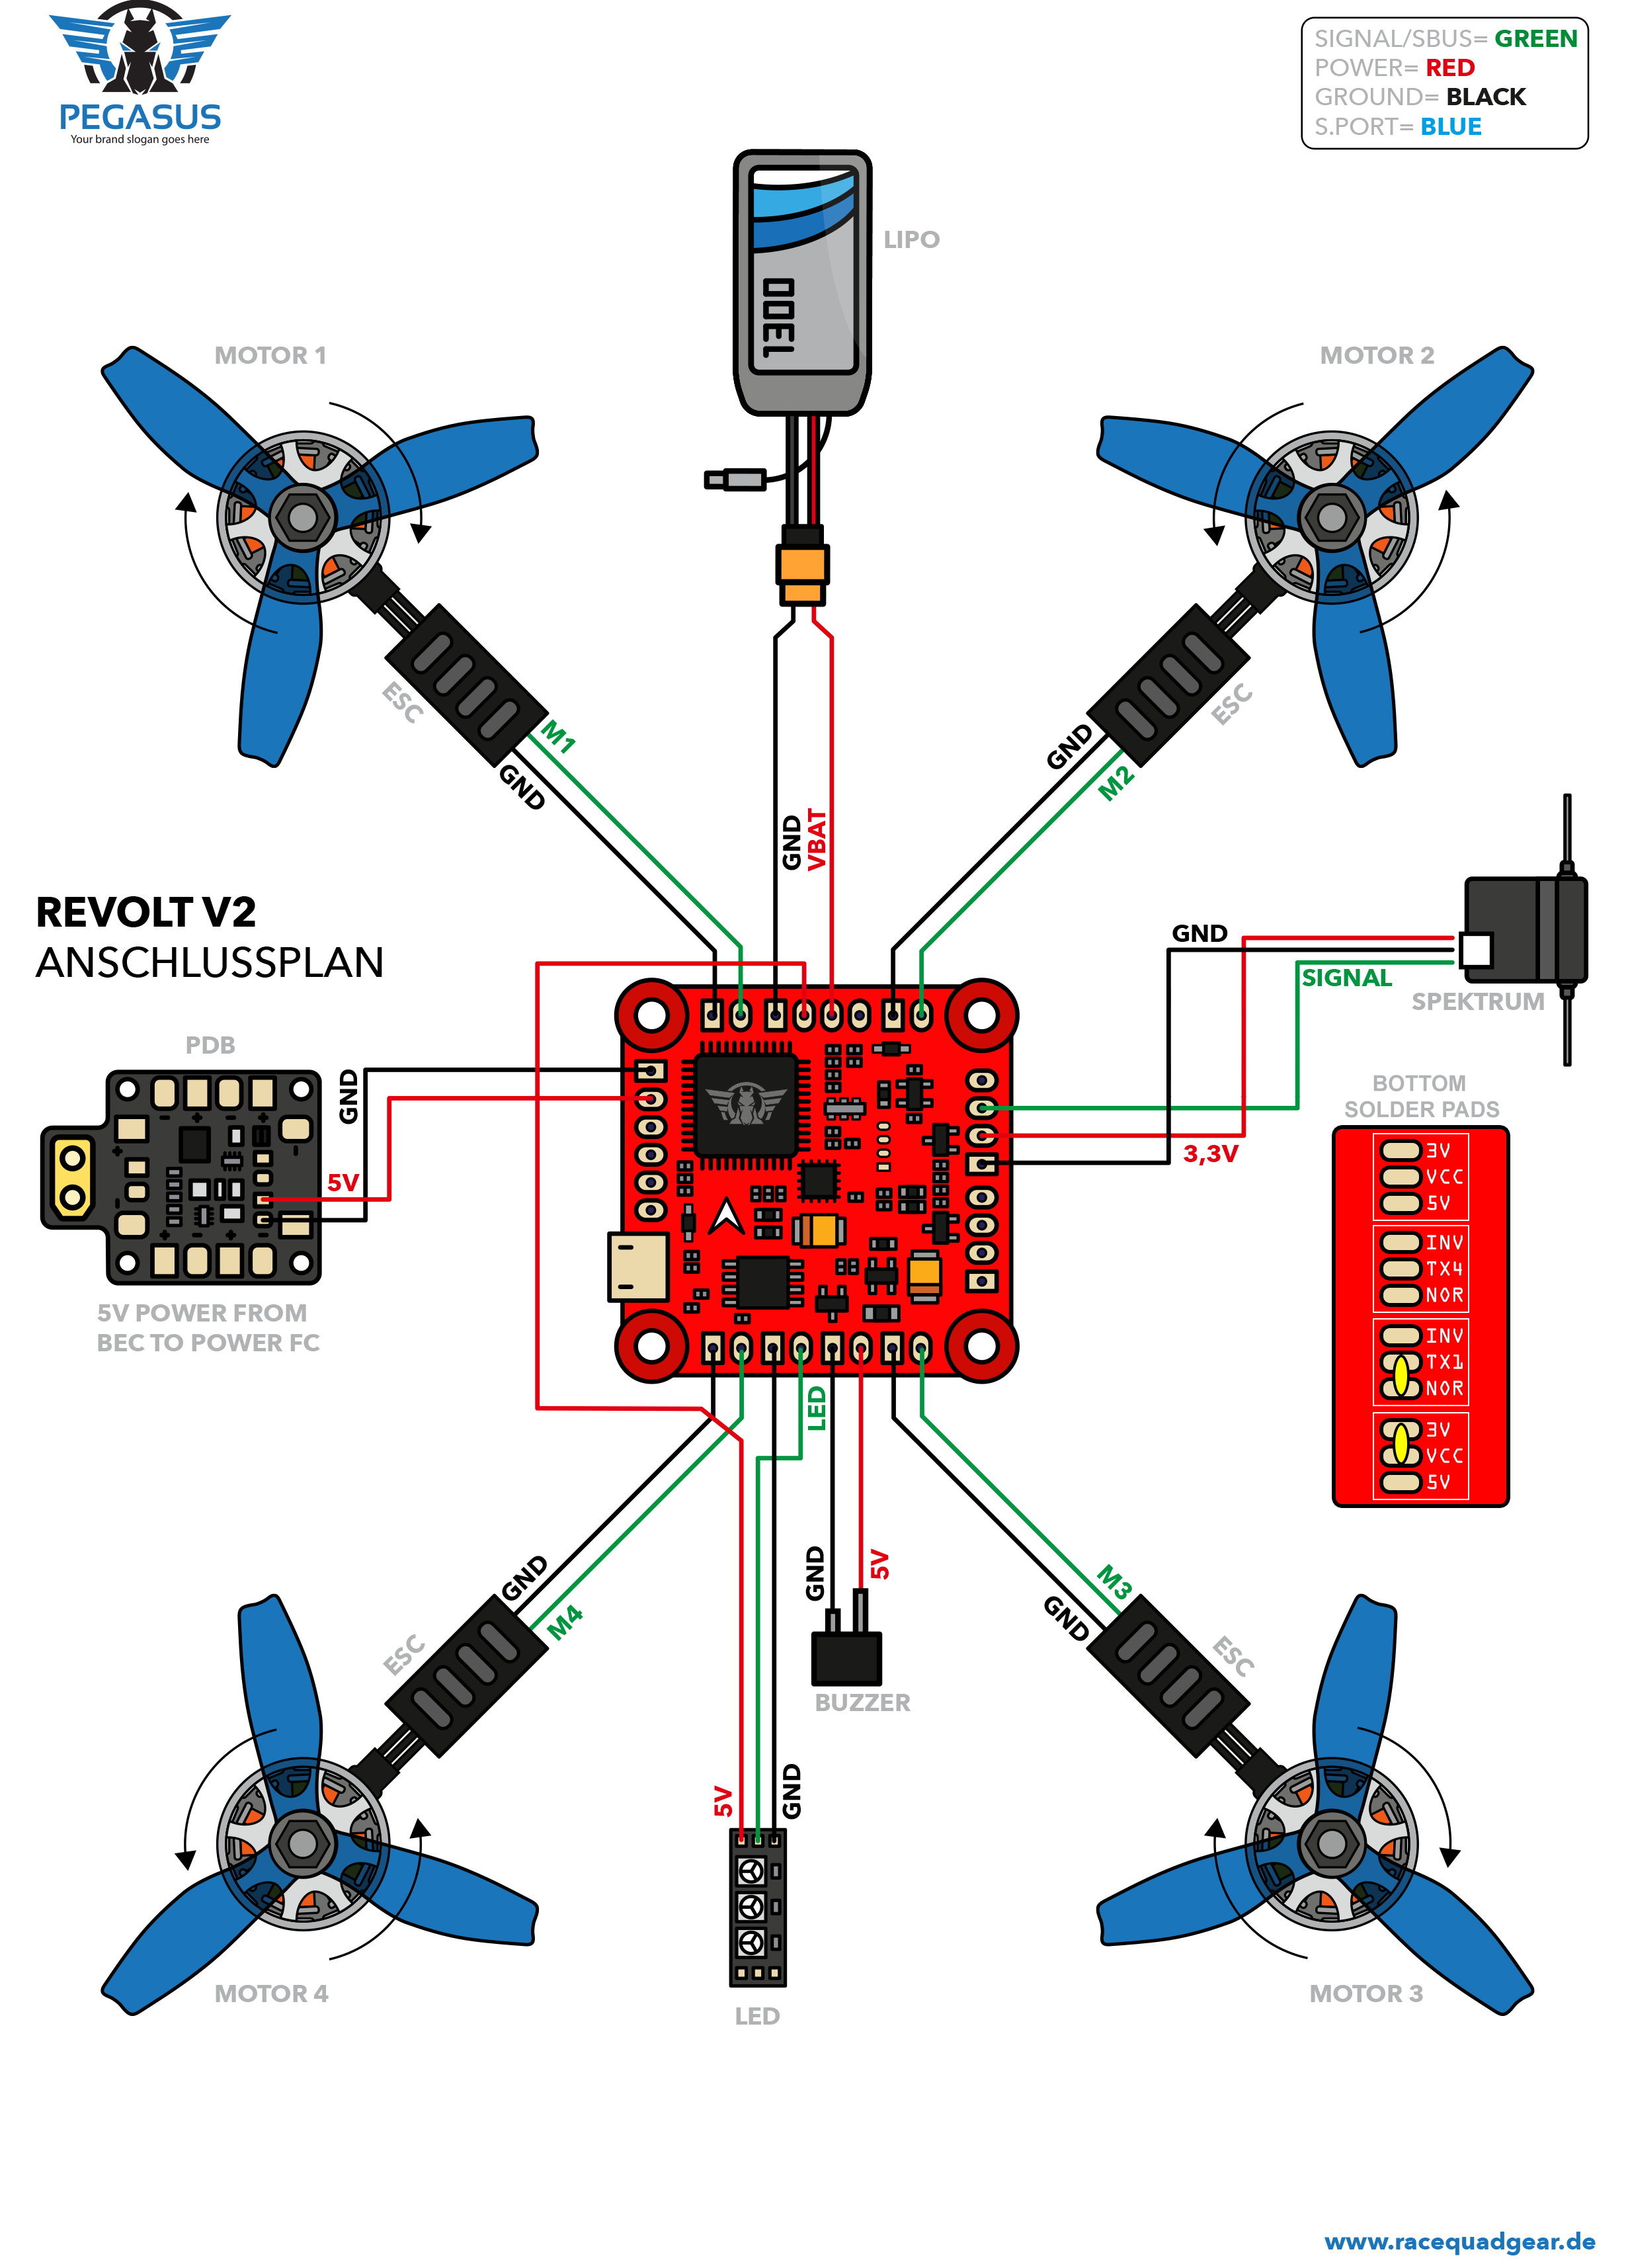 PEGASUS
Your brand slogan goes here
SIGNAL/SBUS= GREEN
POWER= RED
GROUND= BLACK
S.PORT= BLUE
LIPO
1300
MOTOR 1
MOTOR 2
ESC
M1
GND
GND
VBAT
GND
M2
ESC
REVOLT V2
ANSCHLUSSPLAN
GND
SIGNAL
SPEKTRUM
3,3V
PDB
GND
5V
5V POWER FROM
BEC TO POWER FC
BOTTOM
SOLDER PADS
3V
VCC
5V
INV
TX4
NOR
INV
TX1
NOR
3V
VCC
5V
LED
GND
M4
ESC
GND
5V
BUZZER
M3
GND
ESC
5V
GND
LED
MOTOR 4
MOTOR 3
www.racequadgear.de